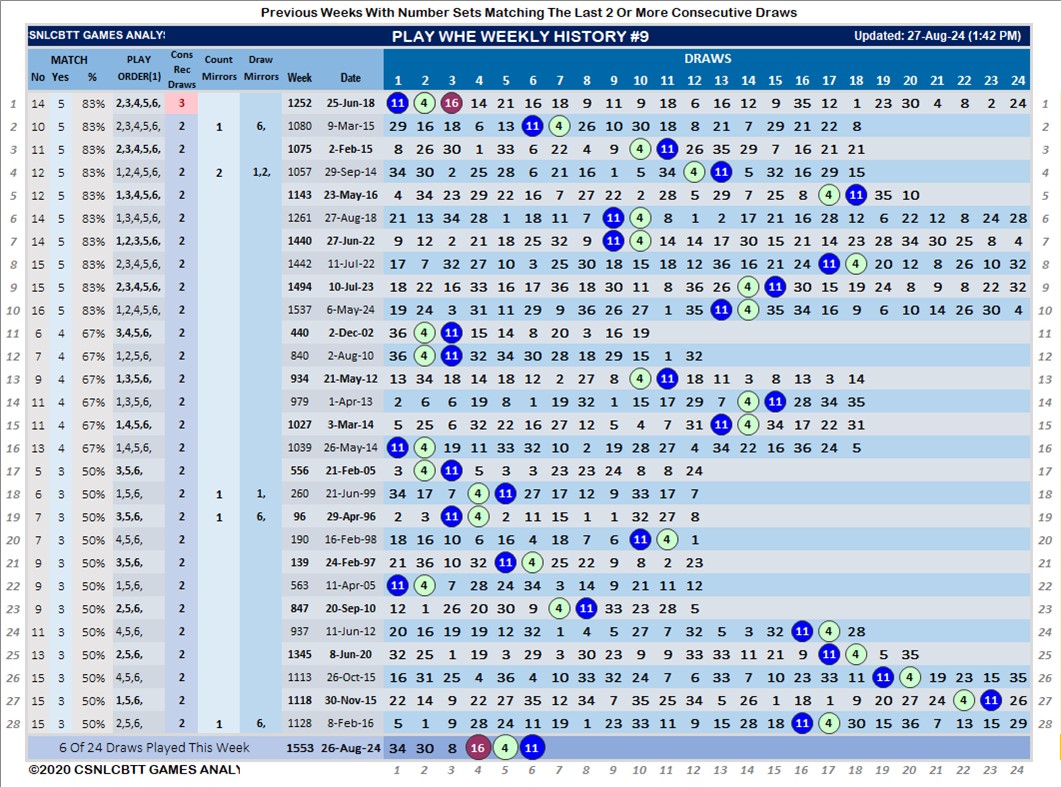 Previous Weeks With Number Sets Matching The Last 2 Or More Consecutive Draws
SNLCBTT GAMES ANALY: PLAY WHE WEEKLY HISTORY #9 Updated: 27-Aug-24 (1:42 PM)
MATCH PLAY Cons Count Draw Week Date DRAWS
No Yes % ORDER(1) Rec Draws Mirrors Mirrors 1 2 3 4 5 6 7 8 9 10 11 12 13 14 15 16 17 18 19 20 21 22 23 24
1 14 5 83% 2,3,4,5,6, 3 1252 25-Jun-18 11 4 16 14 21 16 18 9 11 9 18 6 16 12 9 35 12 1 23 30 4 8 2 24 1
2 10 5 83% 2,3,4,5,6, 2 1 6, 1080 9-Mar-15 29 16 18 6 13 11 4 26 10 30 18 8 21 7 29 21 22 8 2
3 11 5 83% 2,3,4,5,6, 2 1075 2-Feb-15 8 26 30 1 33 6 22 4 9 4 11 26 35 29 7 16 21 21 3
4 12 5 83% 1,2,4,5,6, 2 2 1,2, 1057 29-Sep-14 34 30 2 25 28 6 21 16 1 5 34 4 11 5 32 16 29 15 4
5 12 5 83% 1,3,4,5,6, 2 1143 23-May-16 4 34 23 29 22 16 7 27 22 2 28 5 29 7 25 8 4 11 35 10 5
6 14 5 83% 1,3,4,5,6, 2 1261 27-Aug-18 21 13 34 28 1 18 11 7 11 4 8 1 2 17 21 16 28 12 6 22 12 8 24 28 6
7 14 5 83% 1,2,3,5,6, 2 1440 27-Jun-22 9 12 2 21 18 25 32 9 11 4 14 14 17 30 15 21 14 23 28 34 30 25 8 4 7
8 15 5 83% 2,3,4,5,6, 2 1442 11-Jul-22 17 7 32 27 10 3 25 30 18 15 18 12 36 16 21 24 11 4 20 12 8 26 10 32 8
9 15 5 83% 2,3,4,5,6, 2 1494 10-Jul-23 18 22 16 33 16 17 36 18 30 11 8 36 26 4 11 30 15 19 24 8 9 8 22 32 9
10 16 5 83% 1,2,4,5,6, 2 1537 6-May-24 19 24 3 31 11 29 9 36 26 27 1 35 11 4 35 34 16 9 6 10 14 23 30 4 10
11 6 4 67% 3,4,5,6, 2 440 2-Dec-02 36 4 11 15 14 8 20 3 16 19 11
12 7 4 67% 1,2,5,6, 2 840 2-Aug-10 36 4 11 32 34 30 28 18 29 15 1 32 12
13 9 4 67% 1,3,5,6, 2 934 21-May-12 13 34 18 14 18 12 2 27 8 4 11 18 11 3 8 13 3 14 13
14 11 4 67% 1,3,5,6, 2 979 1-Apr-13 2 6 6 19 8 1 19 32 1 15 17 29 7 4 11 28 34 35 14
15 11 4 67% 1,4,5,6, 2 1027 3-Mar-14 5 25 6 32 22 16 27 12 5 4 7 31 11 4 34 17 22 31 15
16 13 4 67% 1,4,5,6, 2 1039 26-May-14 11 4 19 11 33 32 10 2 19 28 27 4 34 22 16 36 24 5 16
17 5 3 50% 3,5,6, 2 556 21-Feb-05 3 4 11 5 3 3 23 23 24 8 8 24 17
18 6 3 50% 1,5,6, 2 1 1, 260 21-Jun-99 34 17 7 4 11 27 17 12 9 33 17 7 18
19 7 3 50% 3,5,6, 2 1 6, 96 29-Apr-96 2 3 11 4 2 11 15 1 1 32 27 8 19
20 7 3 50% 4,5,6, 2 190 16-Feb-98 18 16 10 6 16 4 18 7 6 11 4 1 20
21 9 3 50% 3,5,6, 2 139 24-Feb-97 21 36 10 32 11 4 25 22 9 8 2 23 21
22 9 3 50% 1,5,6, 2 563 11-Apr-05 11 4 7 28 24 34 3 14 9 21 11 12 22
23 9 3 50% 2,5,6, 2 847 20-Sep-10 12 1 26 20 30 9 4 11 33 23 28 5 23
24 11 3 50% 4,5,6, 2 937 11-Jun-12 20 16 19 19 12 32 1 4 5 27 7 32 5 3 32 11 4 28 24
25 13 3 50% 2,5,6, 2 1345 8-Jun-20 32 25 1 19 3 29 3 30 23 9 9 33 33 11 21 9 11 4 5 35 25
26 15 3 50% 4,5,6, 2 1113 26-Oct-15 16 31 25 4 36 4 10 33 32 24 7 6 33 7 10 23 33 11 11 4 19 23 15 35 26
27 15 3 50% 1,5,6, 2 1118 30-Nov-15 22 14 9 22 27 35 12 34 7 35 25 34 5 26 1 18 1 9 20 27 24 4 11 26 27
28 15 3 50% 2,5,6, 2 1 6, 1128 8-Feb-16 5 1 9 28 24 11 19 1 23 33 11 9 15 28 18 11 4 30 15 36 7 13 15 29 28
6 Of 24 Draws Played This Week 1553 26-Aug-24 34 30 8 16 4 11
©2020 CSNLCBTT GAMES ANALY 1 2 3 4 5 6 7 8 9 10 11 12 13 14 15 16 17 18 19 20 21 22 23 24